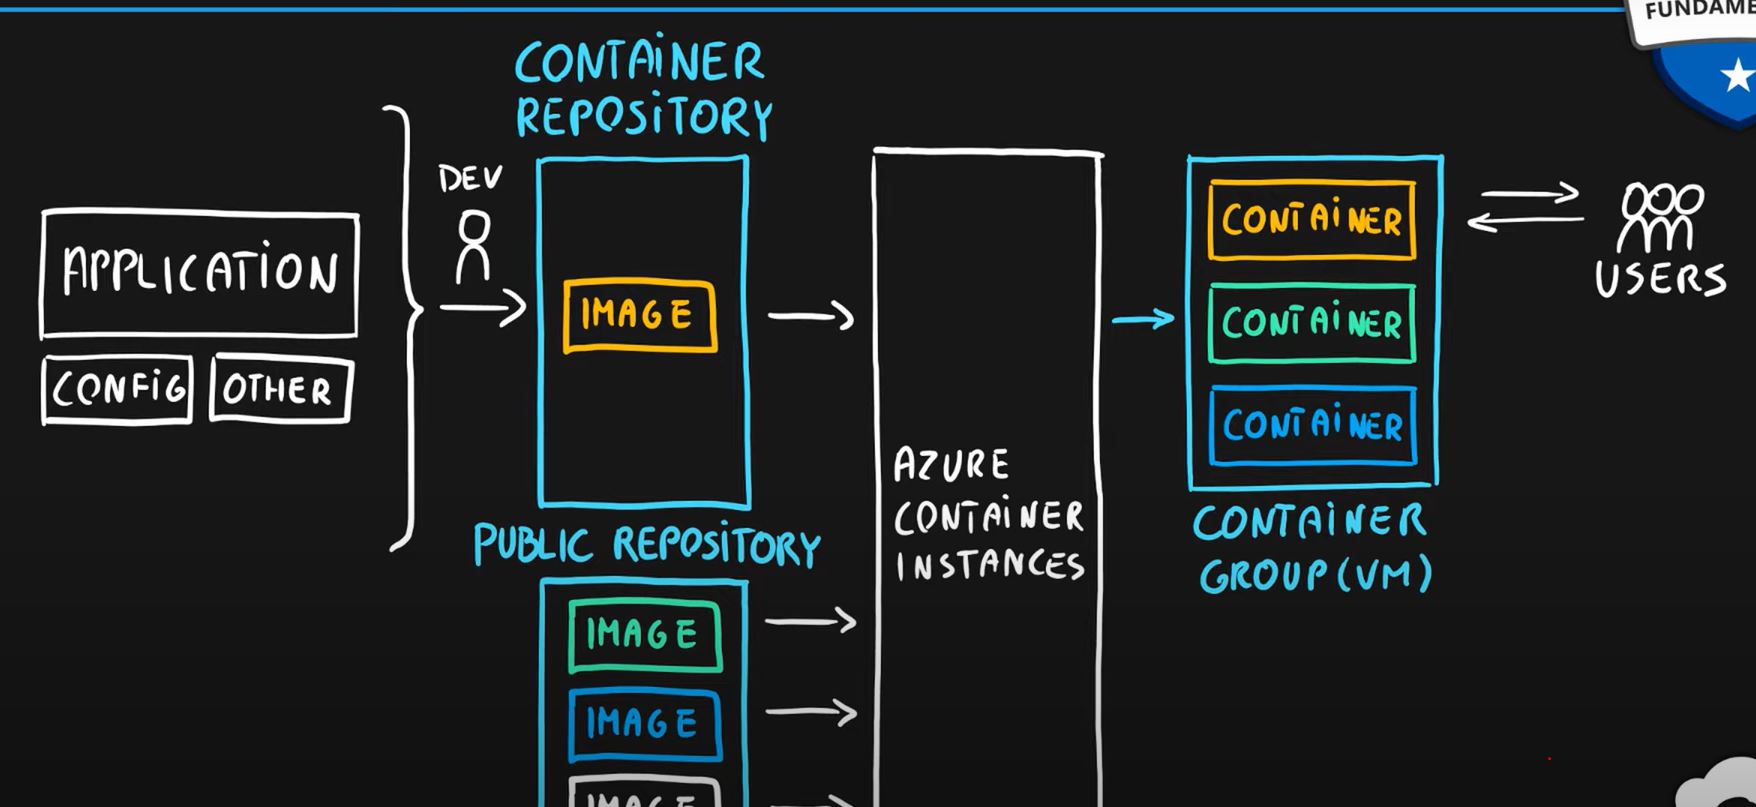 FUNDAME
CONTAINER
REPOSITORY
DEV
APPLICATION
CONFIG
OTHER
IMAGE
PUBLIC REPOSITORY
IMAGE
IMAGE
IMAGE
AZURE
CONTAINER
INSTANCES
CONTAINER
CONTAINER
CONTAINER
CONTAINER
GROUP(VM)
USERS